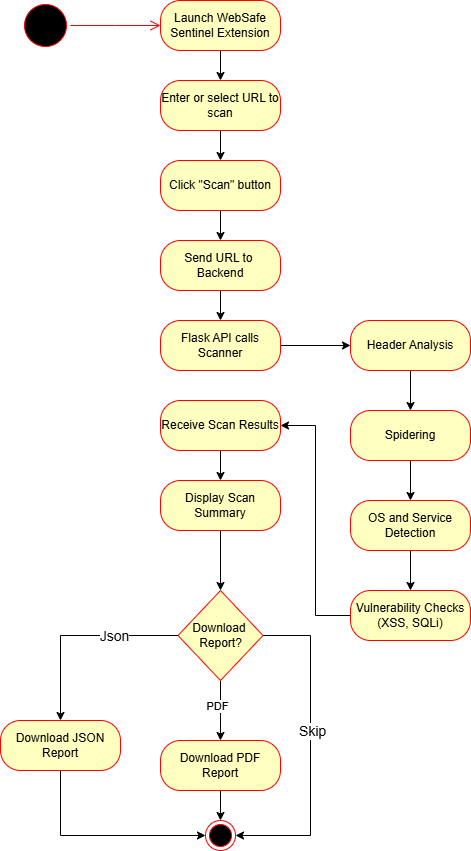 Launch WebSafe
Sentinel Extension
Enter or select URL to
scan
Click "Scan" button
Send URL to
Backend
Flask API calls
Scanner
Header Analysis
Spidering
OS and Service
Detection
Vulnerability Checks
(XSS, SQLi)
Receive Scan Results
Display Scan
Summary
Download
Report?
Json
PDF
Skip
Download JSON
Report
Download PDF
Report